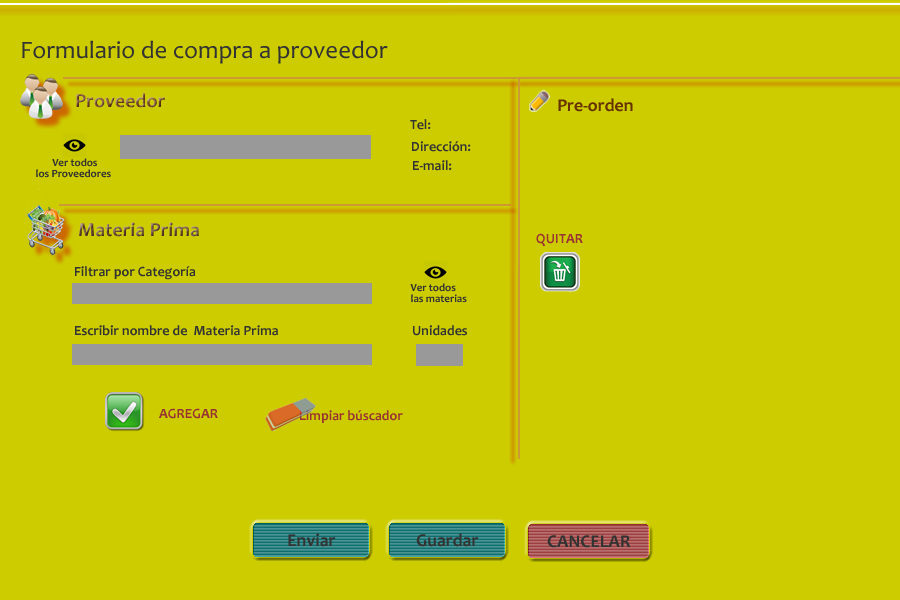 Formulario de compra a proveedor
Proveedor
Ver todos
los Proveedores
Tel:
Dirección:
E-mail:
Materia Prima
Filtrar por Categoría
Ver todos
las materias
Escribir nombre de Materia Prima
Unidades
AGREGAR
Limpiar búscador
Pre-orden
QUITAR
Enviar
Guardar
CANCELAR